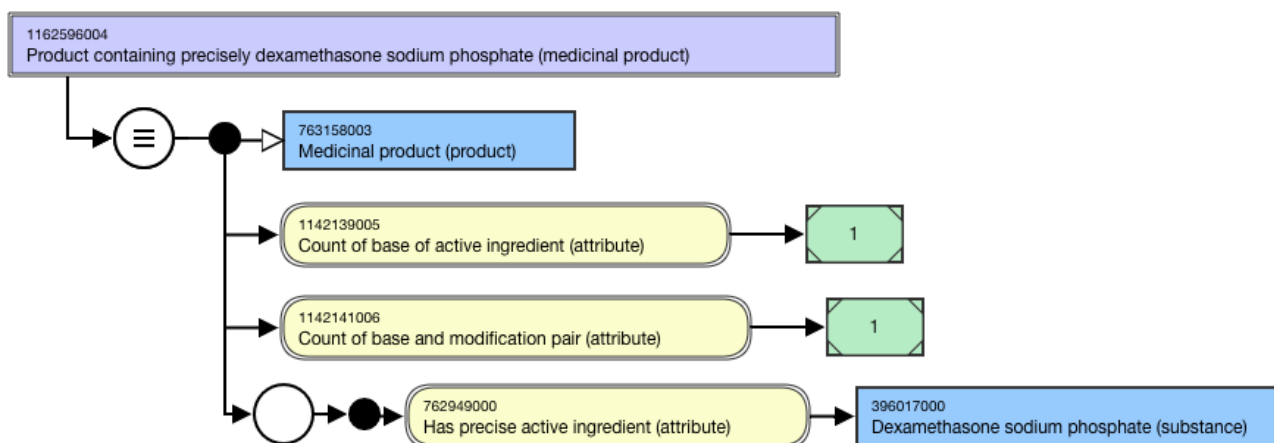 1162596004
Product containing precisely dexamethasone sodium phosphate (medicinal product)
763158003
Medicinal product (product)
1142139005
Count of base of active ingredient (attribute)
1
1142141006
Count of base and modification pair (attribute)
1
762949000
Has precise active ingredient (attribute)
396017000
Dexamethasone sodium phosphate (substance)